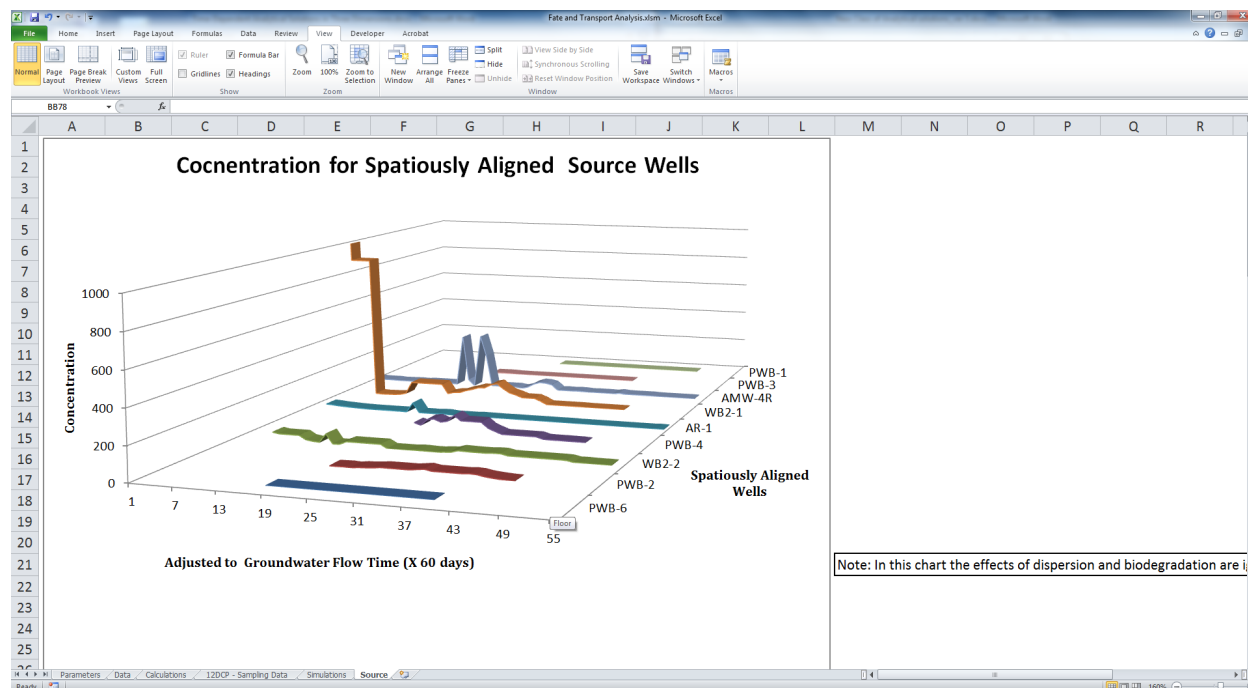 Fate and Transport Analysis.xlsm - Microsoft Excel
File Home Insert Page Layout Formulas Data Review View Developer Acrobat
Normal Page Layout Page Break Preview Custom Views Full Screen
Ruler Formula Bar
Gridlines Headings
Zoom 100% Zoom to Selection
New Window Arrange All Freeze Panes
Split
Hide
Unhide
View Side by Side
Synchronous Scrolling
Reset Window Position
Save Workspace Switch Windows Macros
Workbook Views Show Zoom Window Macros
BB78 fx
A B C D E F G H I J K L M N O P Q R
1
2
3
4
5
6
7
8
9
10
11
12
13
14
15
16
17
18
19
20
21
22
23
24
25
26
Cocnentration for Spatiously Aligned Source Wells
Concentration
1000
800
600
400
200
0
1 7 13 19 25 31 37 43 49 55
Adjusted to Groundwater Flow Time (X 60 days)
PWB-1
PWB-3
AMW-4R
WB2-1
AR-1
PWB-4
WB2-2
PWB-2
PWB-6
Spatiously Aligned
Wells
Floor
Note: In this chart the effects of dispersion and biodegradation are
Parameters Data Calculations 12DCP - Sampling Data Simulations Source
Ready 160%